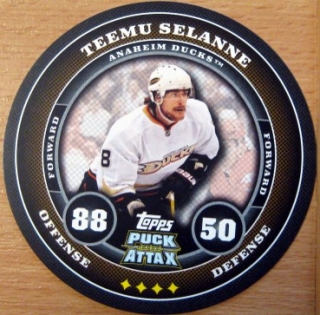 TEEMU SELANNE
ANAHEIM DUCKS™
FORWARD
FORWARD
DUCKS
8
88
50
OFFENSE
DEFENSE
Topps
PUCK
ATTAX